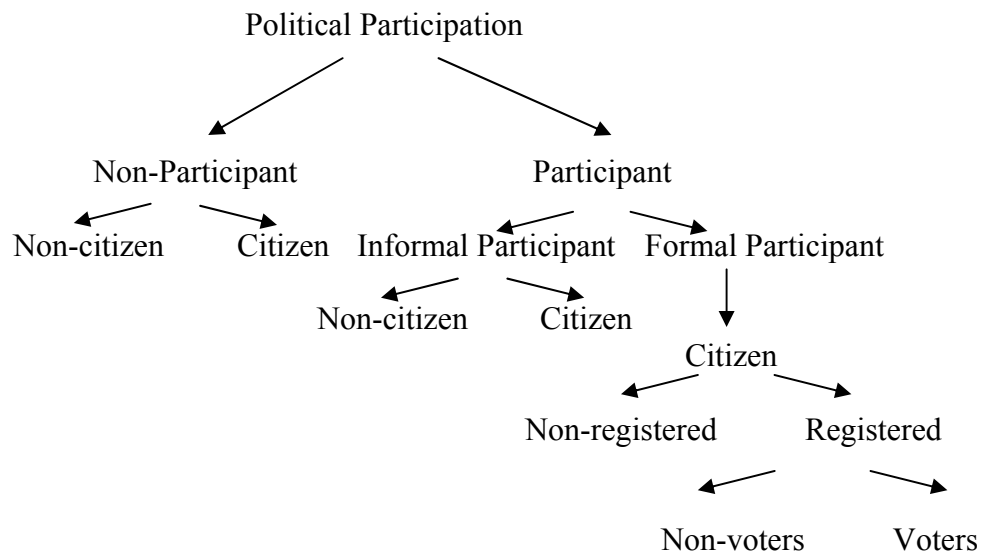 Political Participation
Non-Participant Participant
Non-citizen Citizen Informal Participant Formal Participant
Non-citizen Citizen
Citizen
Non-registered Registered
Non-voters Voters